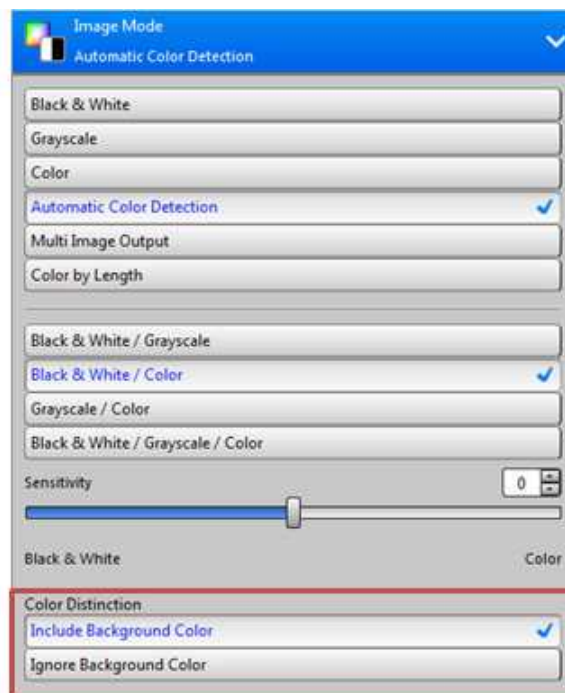 Image Mode
Automatic Color Detection
Black & White
Grayscale
Color
Automatic Color Detection
Multi Image Output
Color by Length
Black & White / Grayscale
Black & White / Color
Grayscale / Color
Black & White / Grayscale / Color
Sensitivity 0
Black & White Color
Color Distinction
Include Background Color
Ignore Background Color